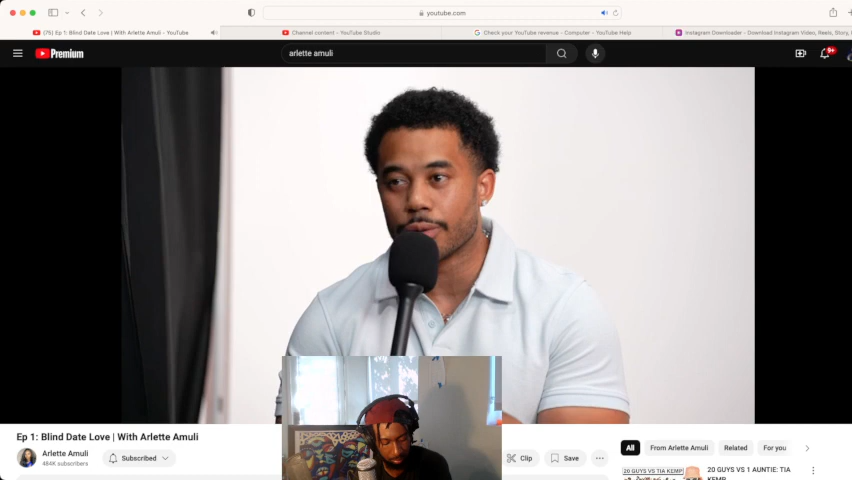 youtube.com
(75) Ep 1: Blind Date Love | With Arlette Amuli - YouTube
Channel content - YouTube Studio
Check your YouTube revenue - Computer - YouTube Help
Instagram Downloader - Download Instagram Video, Reels, Story,
Premium
arlette amuli
9+
Ep 1: Blind Date Love | With Arlette Amuli
Arlette Amuli
484K subscribers
Subscribed
Clip
Save
All
From Arlette Amuli
Related
For you
20 GUYS VS TIA KEMP
20 GUYS VS 1 AUNTIE: TIA
KEMP